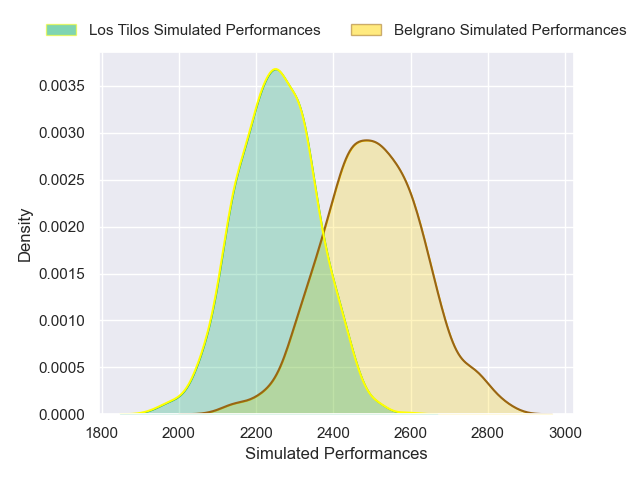 Los Tilos Simulated Performances
Belgrano Simulated Performances
Density
0.0035
0.0030
0.0025
0.0020
0.0015
0.0010
0.0005
0.0000
1800 2000 2200 2400 2600 2800 3000
Simulated Performances